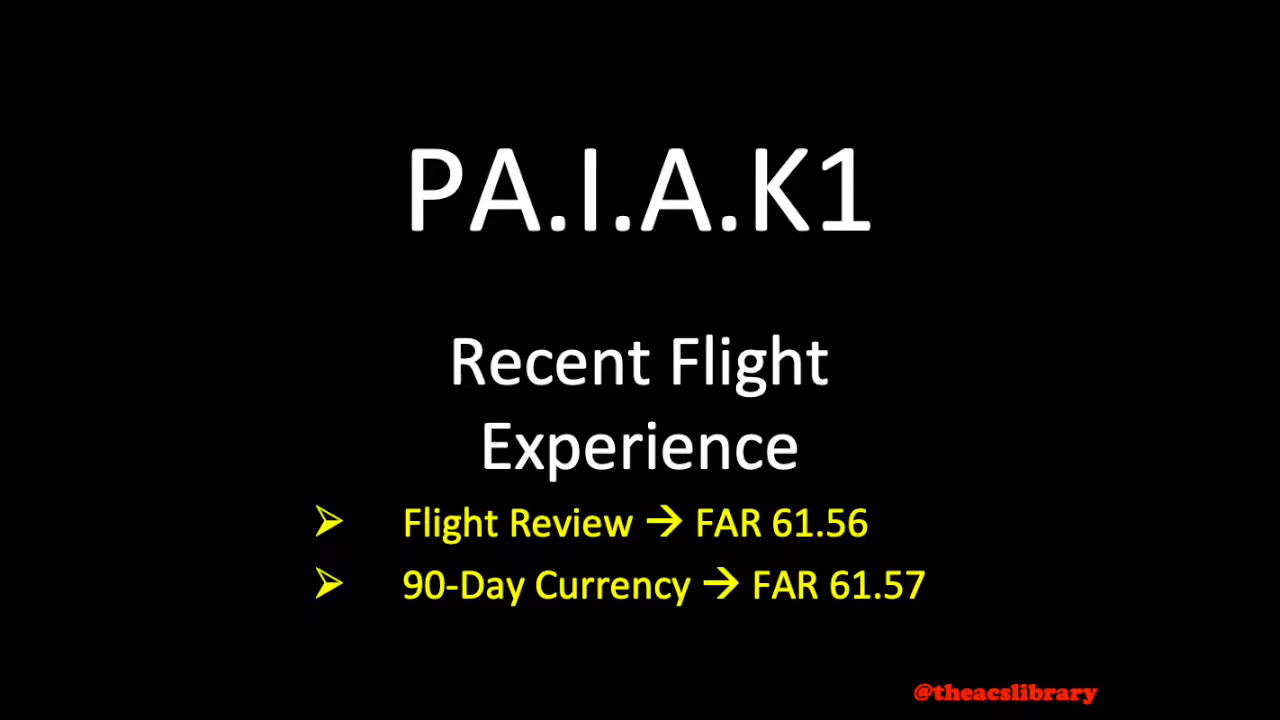 PA.I.A.K1
Recent Flight
Experience
➢ Flight Review → FAR 61.56
➢ 90-Day Currency → FAR 61.57
@theacslibrary